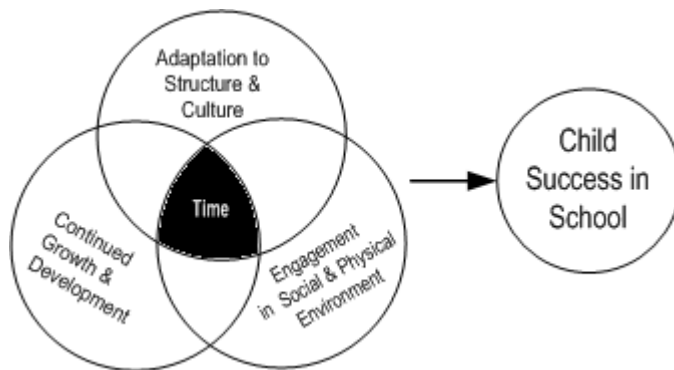 Adaptation to
Structure &
Culture
Time
Continued
Growth &
Development
Engagement
in Social & Physical
Environment
Child
Success in
School